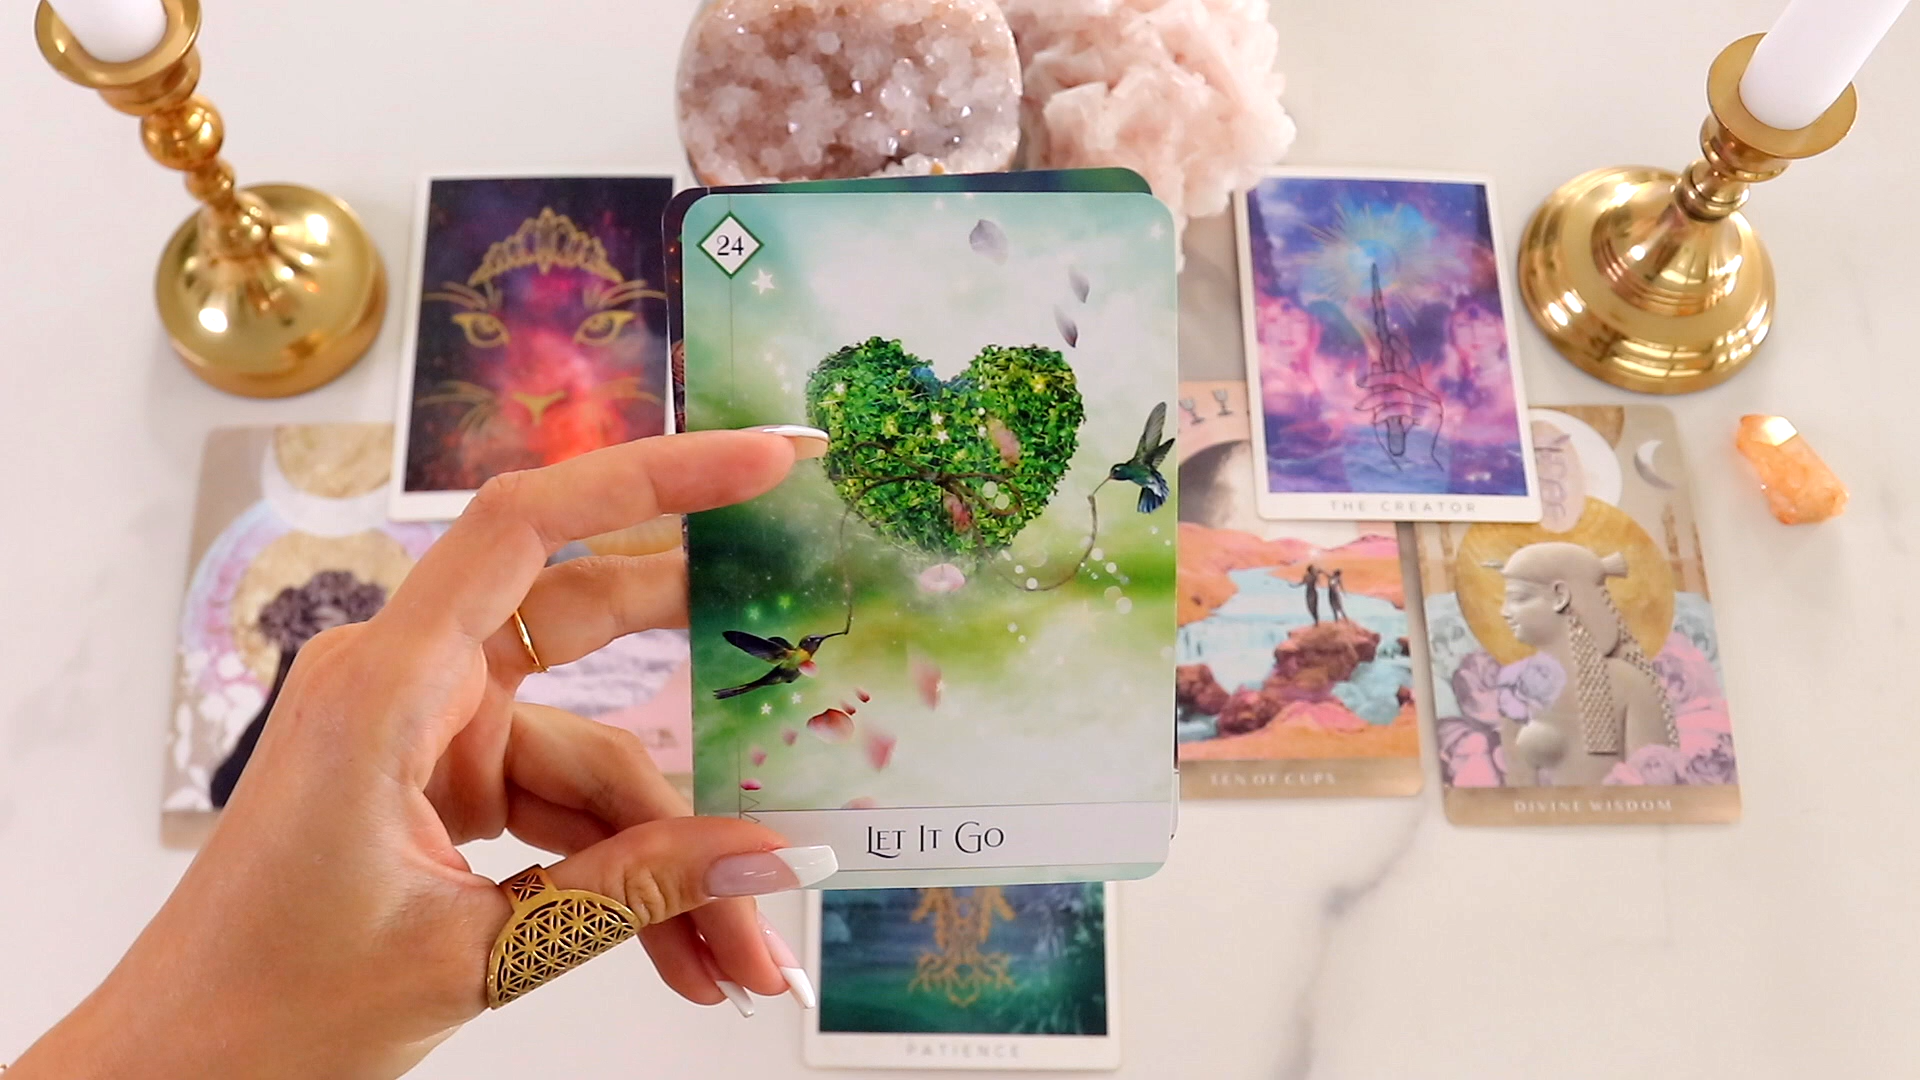 24
THE CREATOR
TEN OF CUPS
DIVINE WISDOM
LET IT GO
PATIENCE